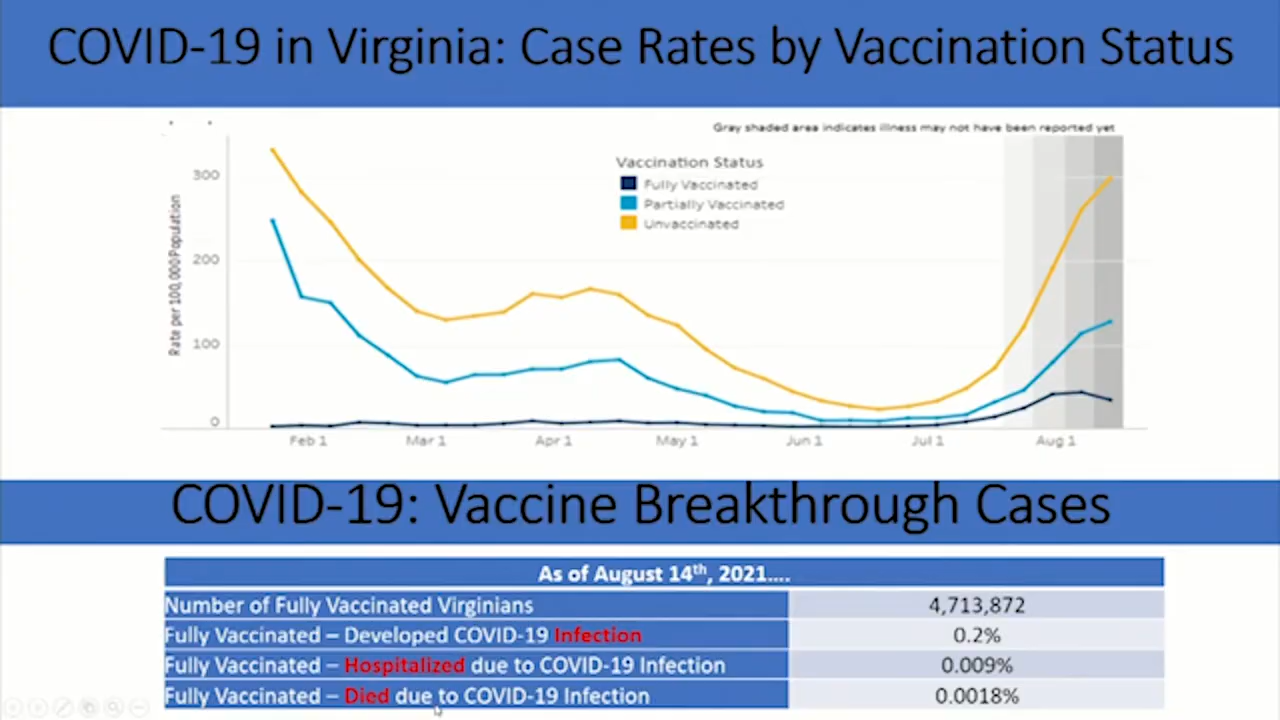 COVID-19 in Virginia: Case Rates by Vaccination Status
Gray shaded area indicates illness may not have been reported yet
Vaccination Status
Fully Vaccinated
Partially Vaccinated
Unvaccinated
Rate per 100,000 Population
300
200
100
0
Feb 1 Mar 1 Apr 1 May 1 Jun 1 Jul 1 Aug 1
COVID-19: Vaccine Breakthrough Cases
As of August 14th, 2021....
Number of Fully Vaccinated Virginians 4,713,872
Fully Vaccinated – Developed COVID-19 Infection 0.2%
Fully Vaccinated – Hospitalized due to COVID-19 Infection 0.009%
Fully Vaccinated – Died due to COVID-19 Infection 0.0018%